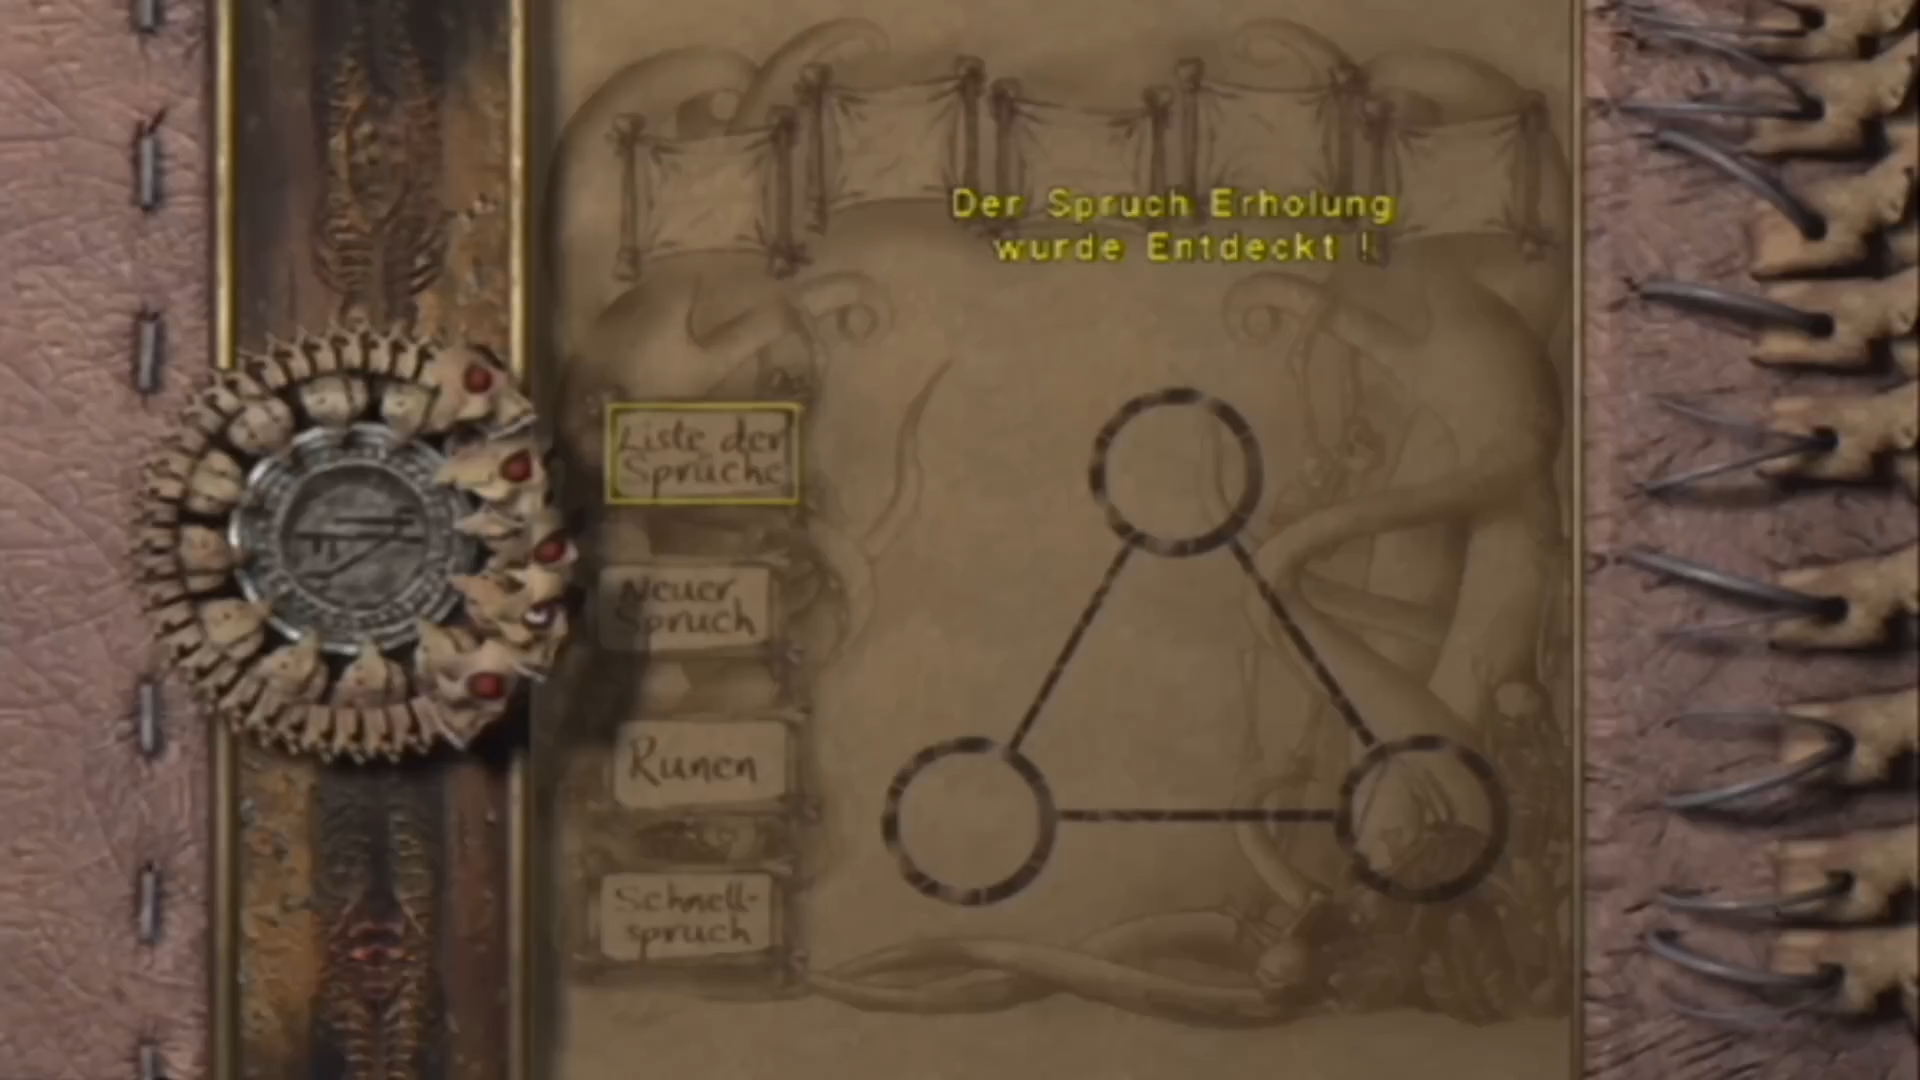 Der Spruch Erholung
wurde Entdeckt !
Liste der
Sprüche
Neuer
Spruch
Runen
Schnell-
spruch